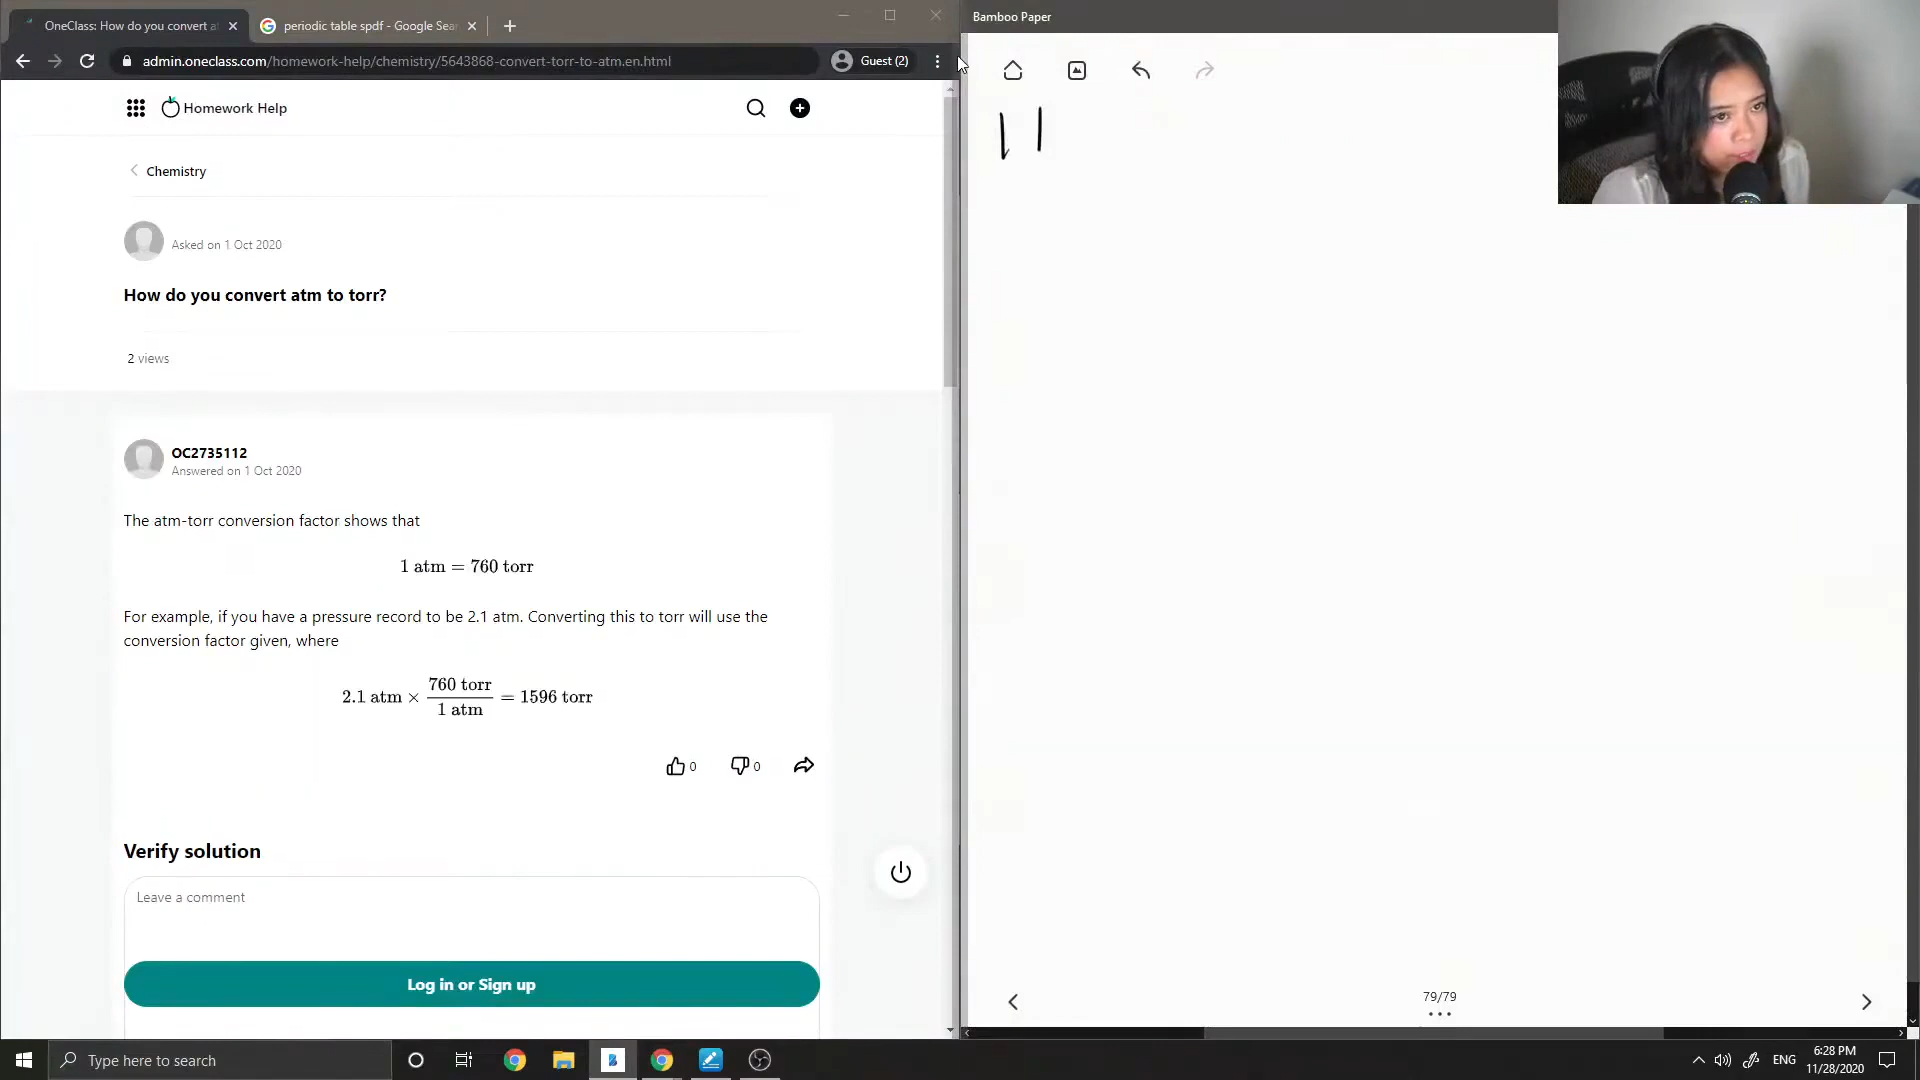 OneClass: How do you convert a
periodic table spdf - Google Sea
Bamboo Paper
admin.oneclass.com/homework-help/chemistry/5643868-convert-torr-to-atm.en.html
Guest (2)
Homework Help
Chemistry
Asked on 1 Oct 2020
How do you convert atm to torr?
2 views
OC2735112
Answered on 1 Oct 2020
The atm-torr conversion factor shows that
1 atm = 760 torr
For example, if you have a pressure record to be 2.1 atm. Converting this to torr will use the
conversion factor given, where
2.1 atm × 760 torr / 1 atm = 1596 torr
0
0
Verify solution
Leave a comment
Log in or Sign up
79/79
Type here to search
ENG
6:28 PM
11/28/2020